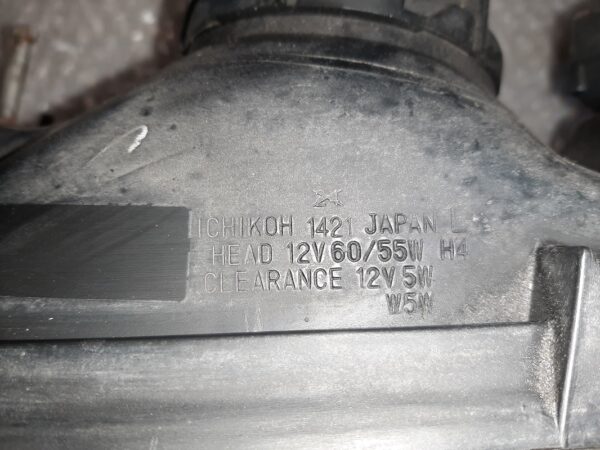 ICHIKOH 1421 JAPAN L
HEAD 12V 60/55W H4
CLEARANCE 12V 5W
W5W